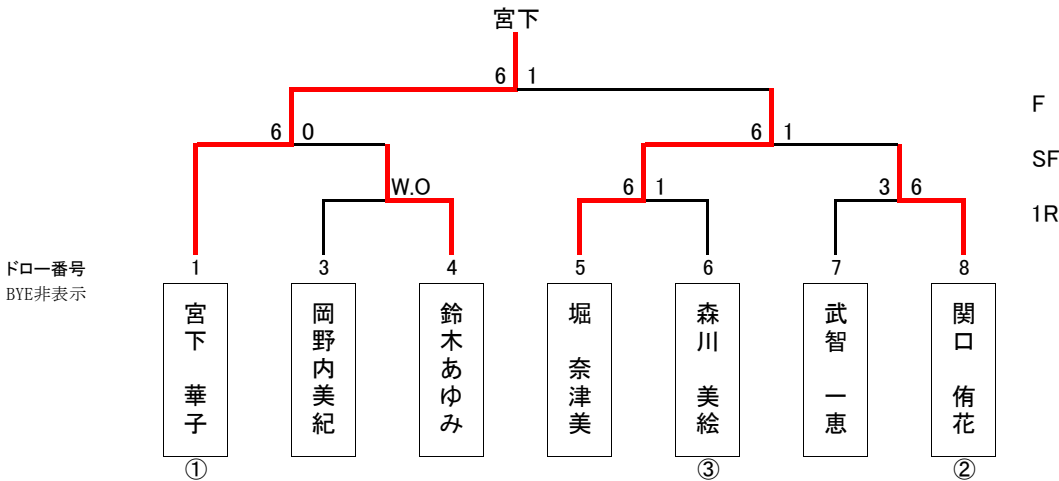 宮下
6 1
F
6 0
6 1
SF
W.O
6 1
3 6
1R
ドロー番号
BYE非表示
1
3
4
5
6
7
8
宮下 華子
岡野内美紀
鈴木あゆみ
堀 奈津美
森川 美絵
武智 一恵
関口 侑花
①
③
②